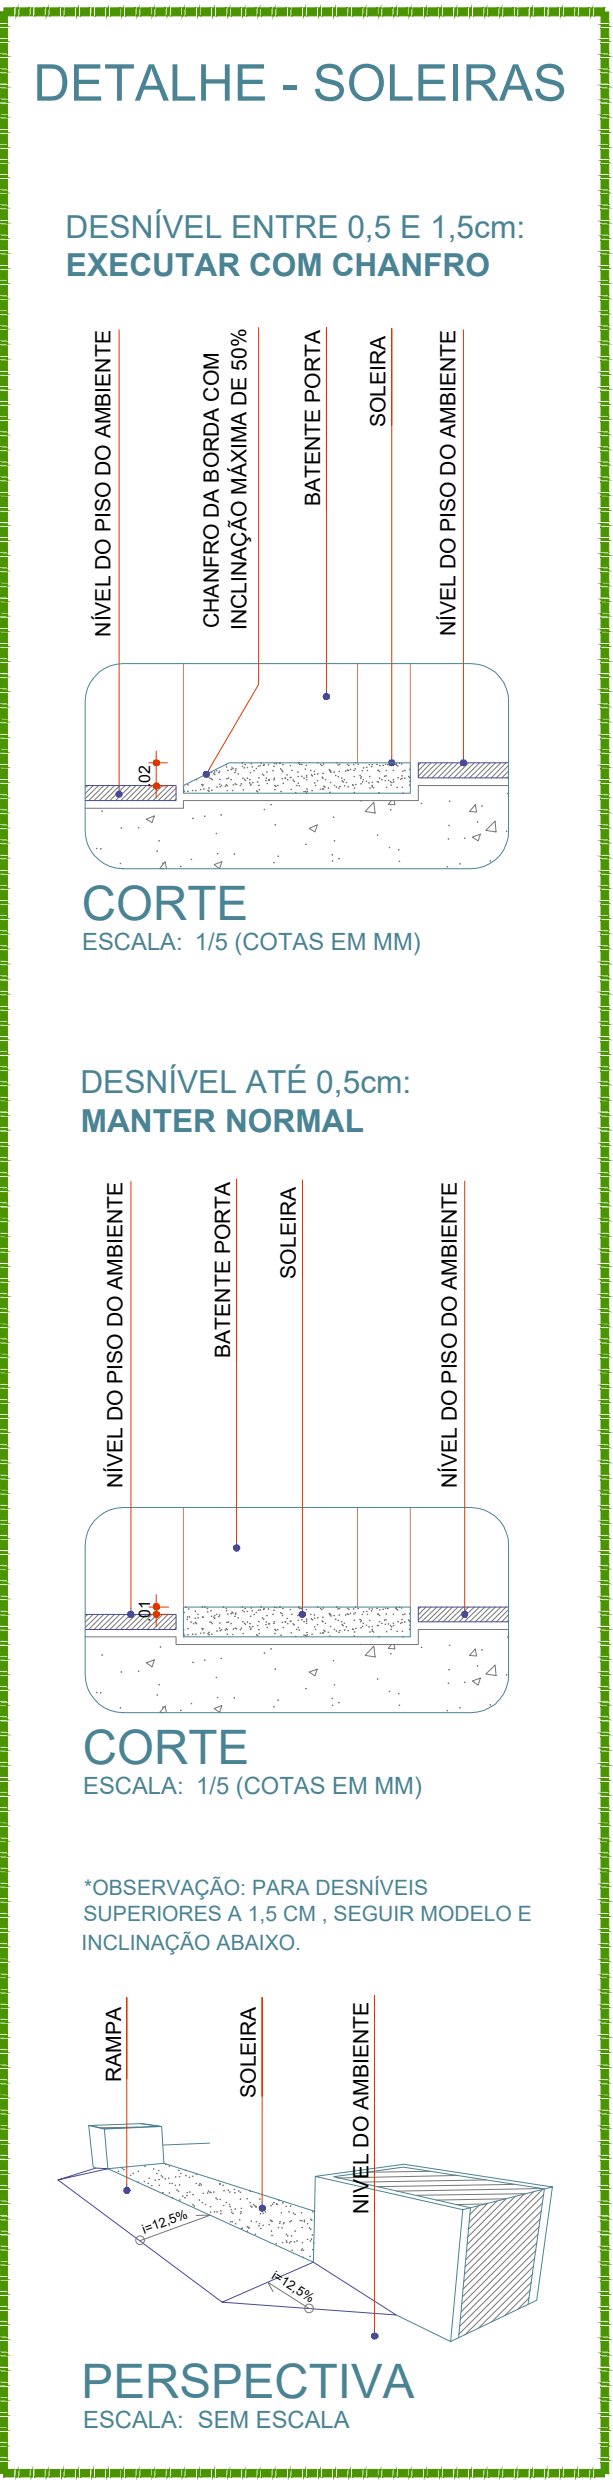 DETALHE - SOLEIRAS
DESNÍVEL ENTRE 0,5 E 1,5cm:
EXECUTAR COM CHANFRO
NÍVEL DO PISO DO AMBIENTE
CHANFRO DA BORDA COM
INCLINAÇÃO MÁXIMA DE 50%
BATENTE PORTA
SOLEIRA
NÍVEL DO PISO DO AMBIENTE
.02
CORTE
ESCALA: 1/5 (COTAS EM MM)
DESNÍVEL ATÉ 0,5cm:
MANTER NORMAL
NÍVEL DO PISO DO AMBIENTE
BATENTE PORTA
SOLEIRA
NÍVEL DO PISO DO AMBIENTE
.01
CORTE
ESCALA: 1/5 (COTAS EM MM)
*OBSERVAÇÃO: PARA DESNÍVEIS
SUPERIORES A 1,5 CM , SEGUIR MODELO E
INCLINAÇÃO ABAIXO.
RAMPA
SOLEIRA
NIVEL DO AMBIENTE
i=12,5%
i=12,5%
PERSPECTIVA
ESCALA: SEM ESCALA